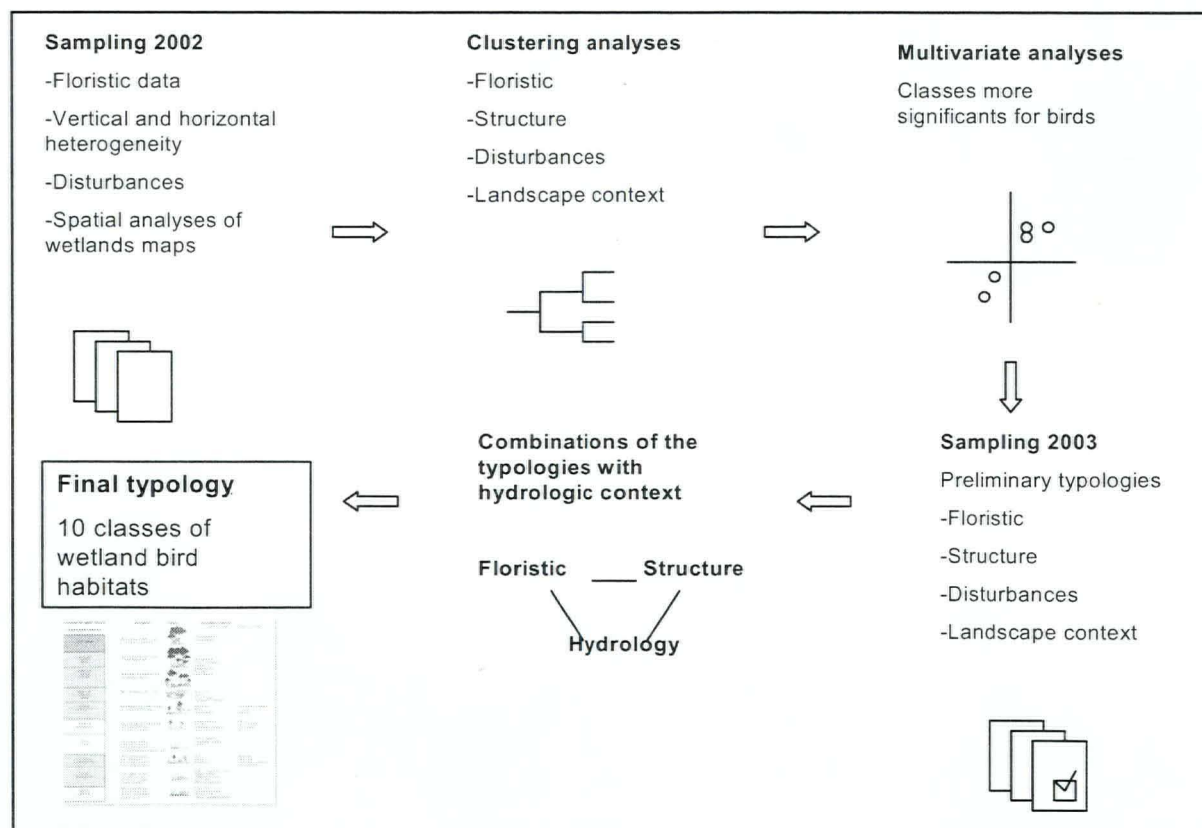 Sampling 2002
-Floristic data
-Vertical and horizontal
heterogeneity
-Disturbances
-Spatial analyses of
wetlands maps
Clustering analyses
-Floristic
-Structure
-Disturbances
-Landscape context
Multivariate analyses
Classes more
significants for birds
Sampling 2003
Preliminary typologies
-Floristic
-Structure
-Disturbances
-Landscape context
Combinations of the
typologies with
hydrologic context
Floristic Structure
Hydrology
Final typology
10 classes of
wetland bird
habitats